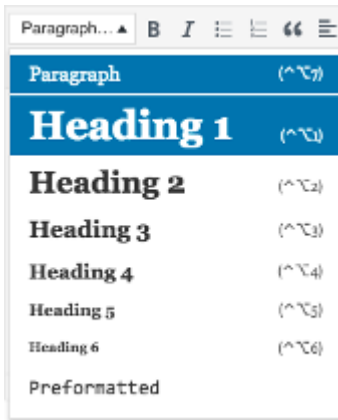 Paragraph... ▲ B I
Paragraph (^⌥7)
Heading 1 (^⌥1)
Heading 2 (^⌥2)
Heading 3 (^⌥3)
Heading 4 (^⌥4)
Heading 5 (^⌥5)
Heading 6 (^⌥6)
Preformatted